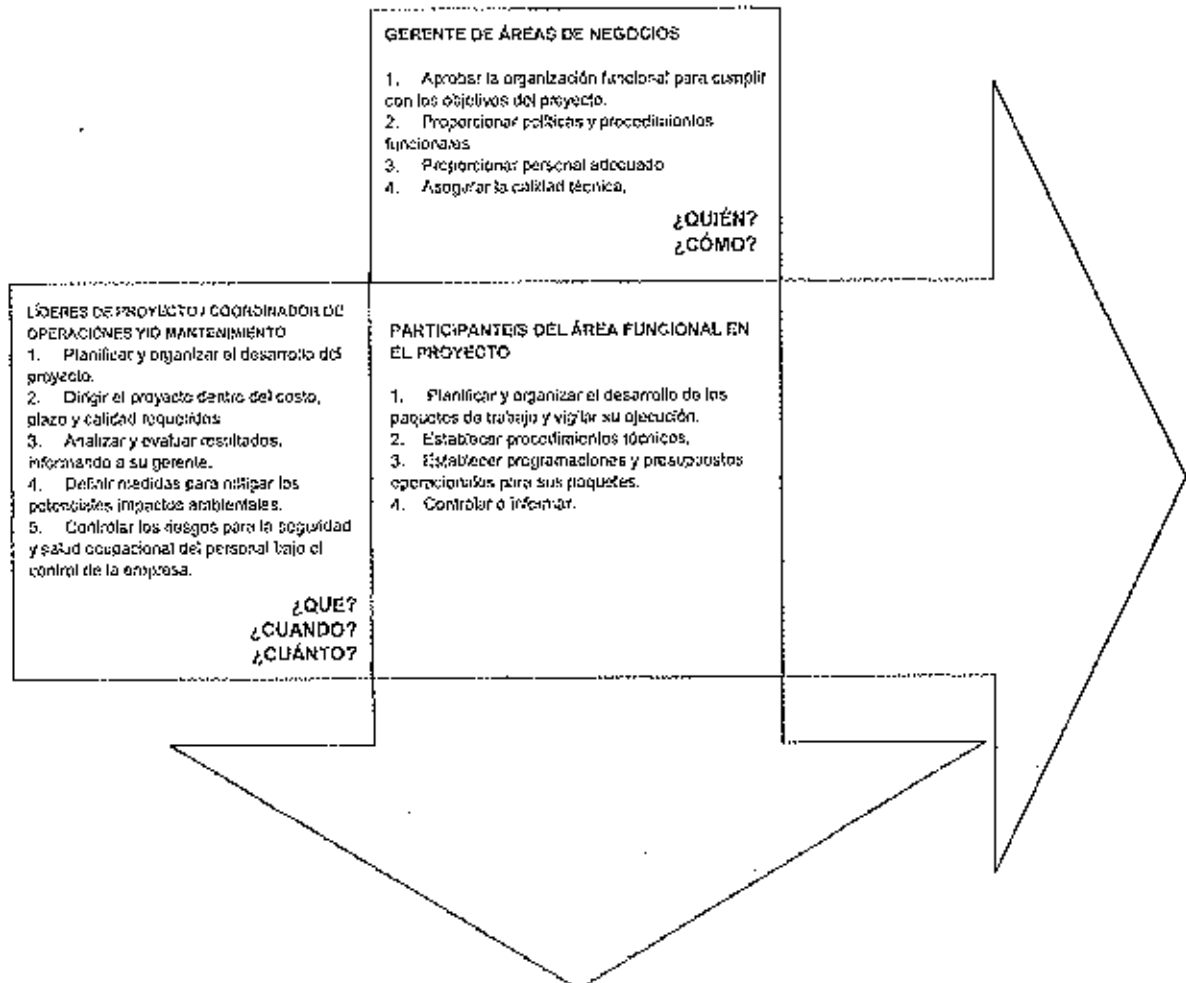 GERENTE DE ÁREAS DE NEGOCIOS
1. Aprobar la organización funcional para cumplir
con los objetivos del proyecto.
2. Proporcionar políticas y procedimientos
funcionales
3. Proporcionar personal adecuado
4. Asegurar la calidad técnica.
¿QUIÉN?
¿CÓMO?
LÍDERES DE PROYECTO / COORDINADOR DE
OPERACIONES Y/O MANTENIMIENTO
1. Planificar y organizar el desarrollo del
proyecto.
2. Dirigir el proyecto dentro del costo,
plazo y calidad requeridos
3. Analizar y evaluar resultados,
informando a su gerente.
4. Definir medidas para mitigar los
potenciales impactos ambientales.
5. Controlar los riesgos para la seguridad
y salud ocupacional del personal bajo el
control de la empresa.
¿QUE?
¿CUANDO?
¿CUÁNTO?
PARTICIPANTES DEL ÁREA FUNCIONAL EN
EL PROYECTO
1. Planificar y organizar el desarrollo de los
paquetes de trabajo y vigilar su ejecución.
2. Establecer procedimientos técnicos.
3. Establecer programaciones y presupuestos
operacionales para sus paquetes.
4. Controlar e informar.